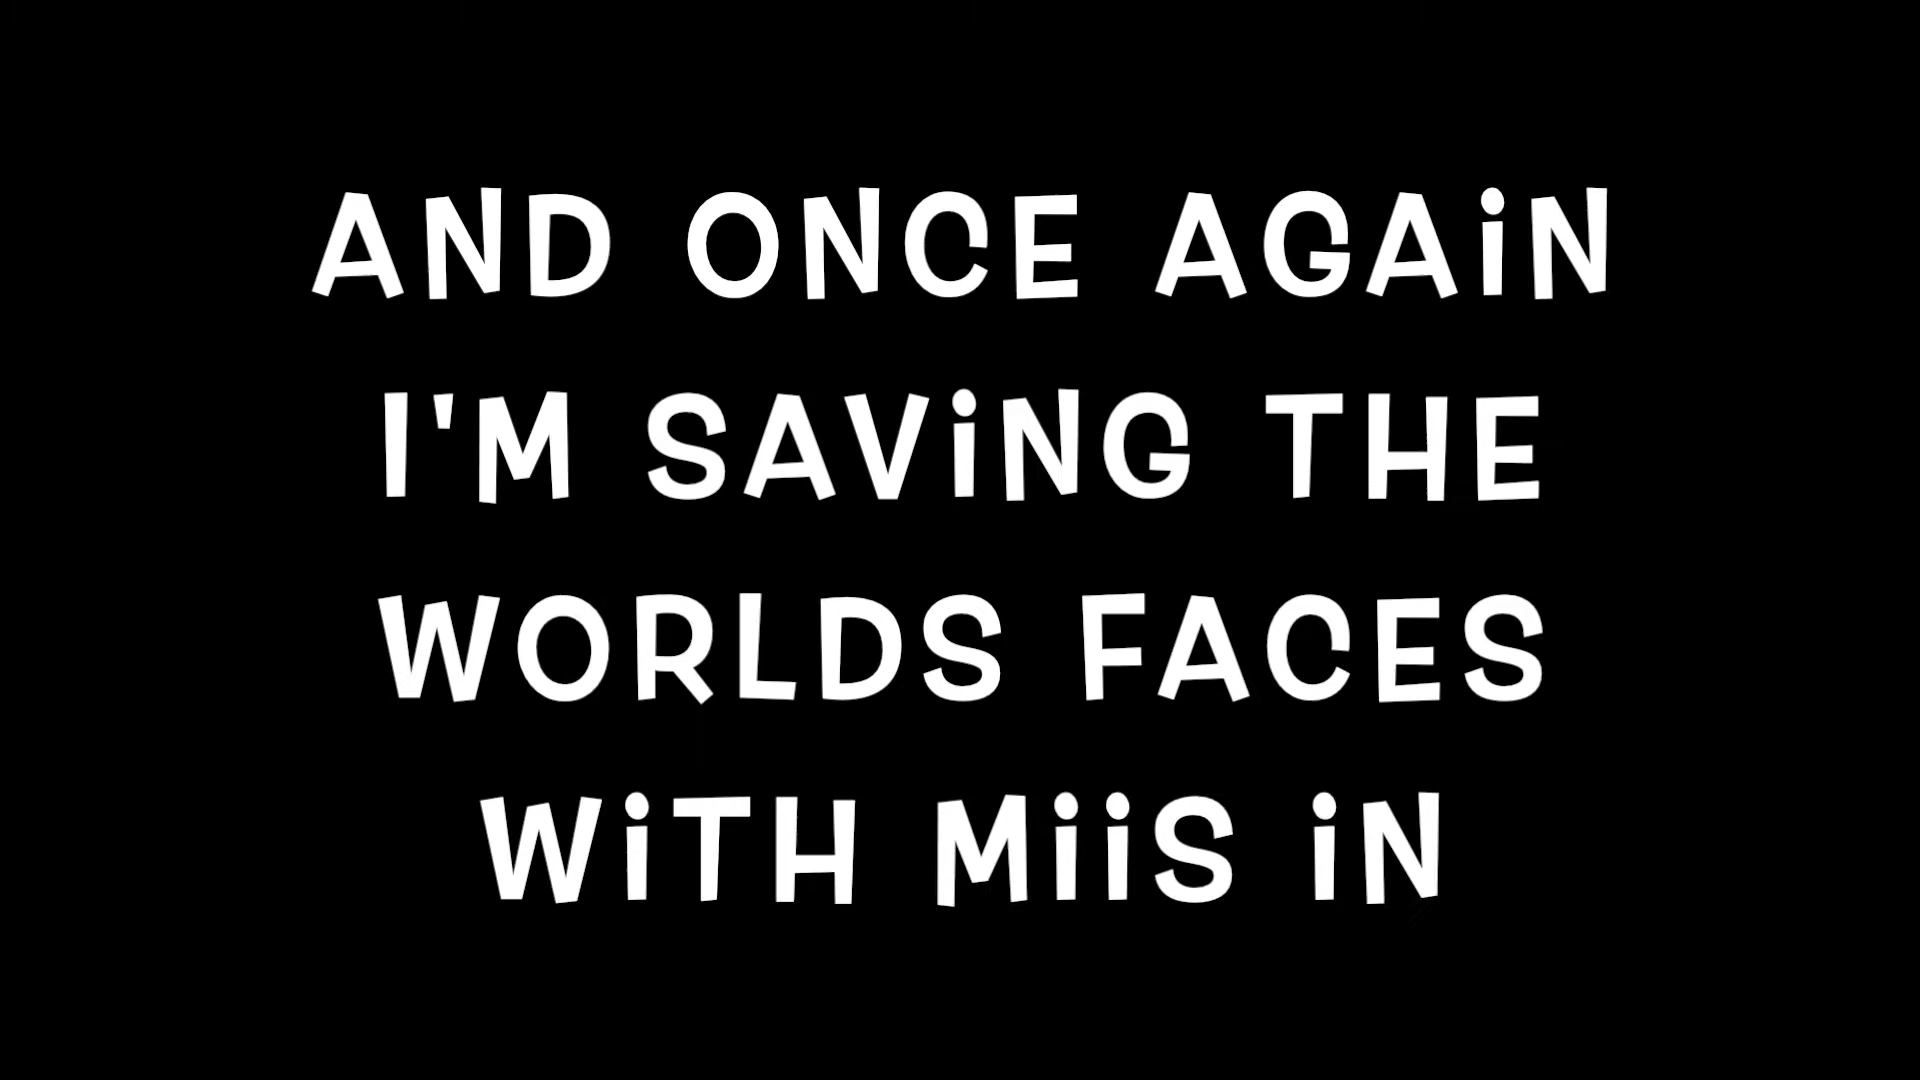 AND ONCE AGAiN
I'M SAViNG THE
WORLDS FACES
WiTH MiiS iN